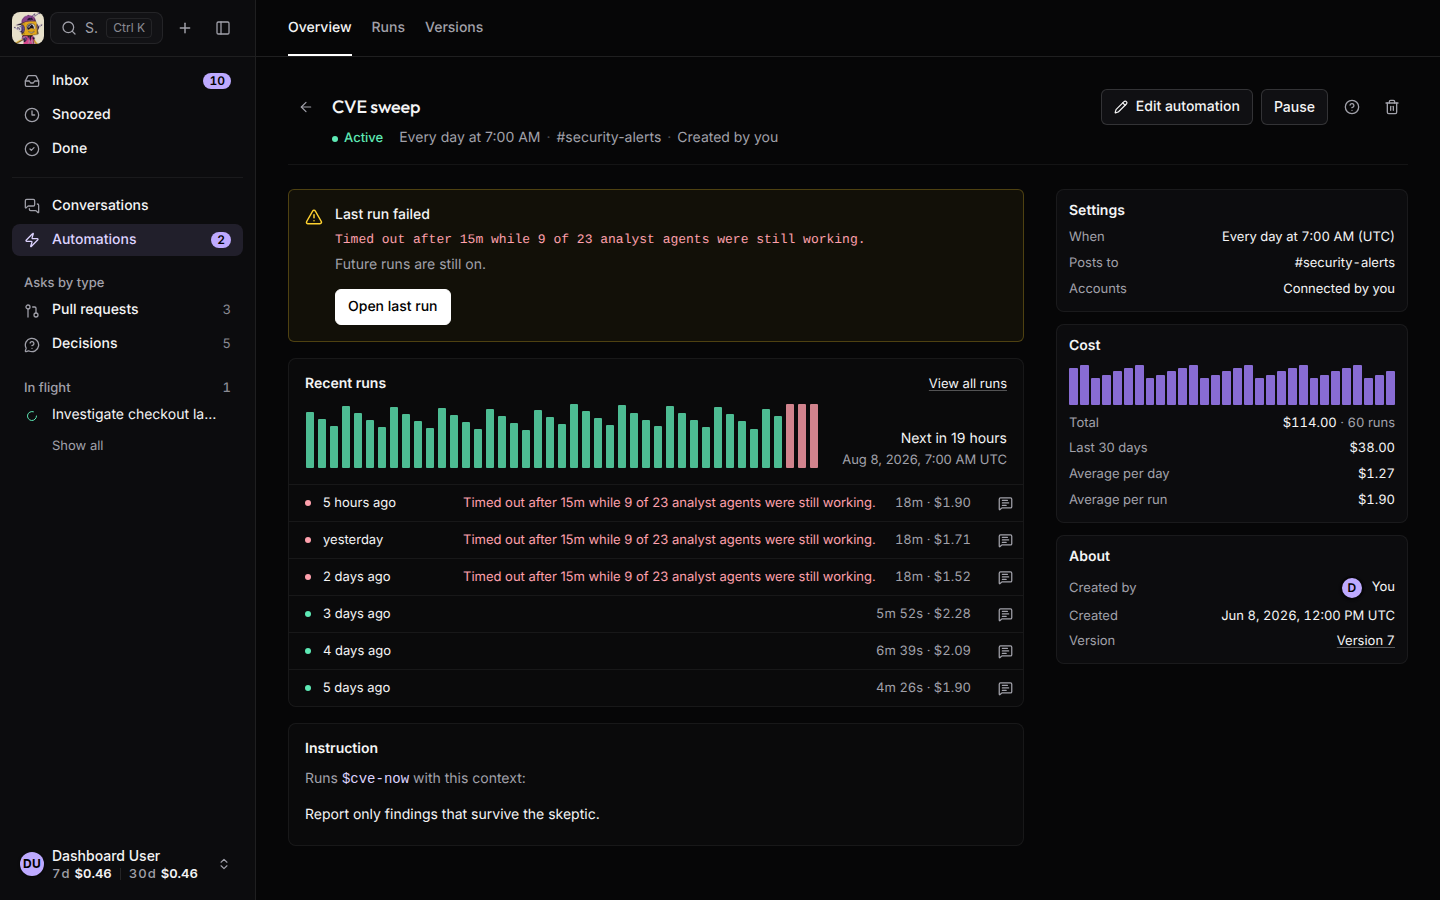 S. Ctrl K
Inbox 10
Snoozed
Done
Conversations
Automations 2
Asks by type
Pull requests 3
Decisions 5
In flight 1
Investigate checkout la...
Show all
DU
Dashboard User
7d $0.46 | 30d $0.46
Overview Runs Versions
CVE sweep
Active Every day at 7:00 AM · #security-alerts · Created by you
Edit automation
Pause
Last run failed
Timed out after 15m while 9 of 23 analyst agents were still working.
Future runs are still on.
Open last run
Recent runs View all runs
Next in 19 hours
Aug 8, 2026, 7:00 AM UTC
5 hours ago Timed out after 15m while 9 of 23 analyst agents were still working. 18m · $1.90
yesterday Timed out after 15m while 9 of 23 analyst agents were still working. 18m · $1.71
2 days ago Timed out after 15m while 9 of 23 analyst agents were still working. 18m · $1.52
3 days ago 5m 52s · $2.28
4 days ago 6m 39s · $2.09
5 days ago 4m 26s · $1.90
Instruction
Runs $cve-now with this context:
Report only findings that survive the skeptic.
Settings
When Every day at 7:00 AM (UTC)
Posts to #security-alerts
Accounts Connected by you
Cost
Total $114.00 · 60 runs
Last 30 days $38.00
Average per day $1.27
Average per run $1.90
About
Created by D You
Created Jun 8, 2026, 12:00 PM UTC
Version Version 7